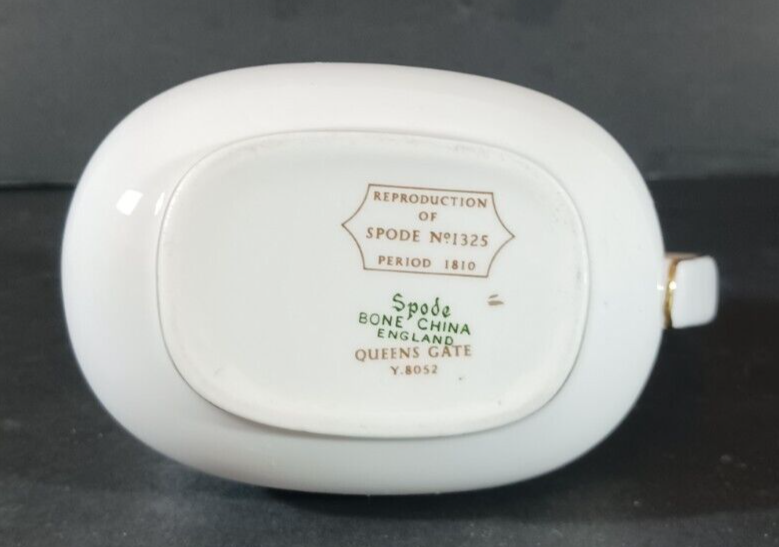 REPRODUCTION
OF
SPODE Nº1325
PERIOD 1810
Spode
BONE CHINA
ENGLAND
QUEENS GATE
Y.8052